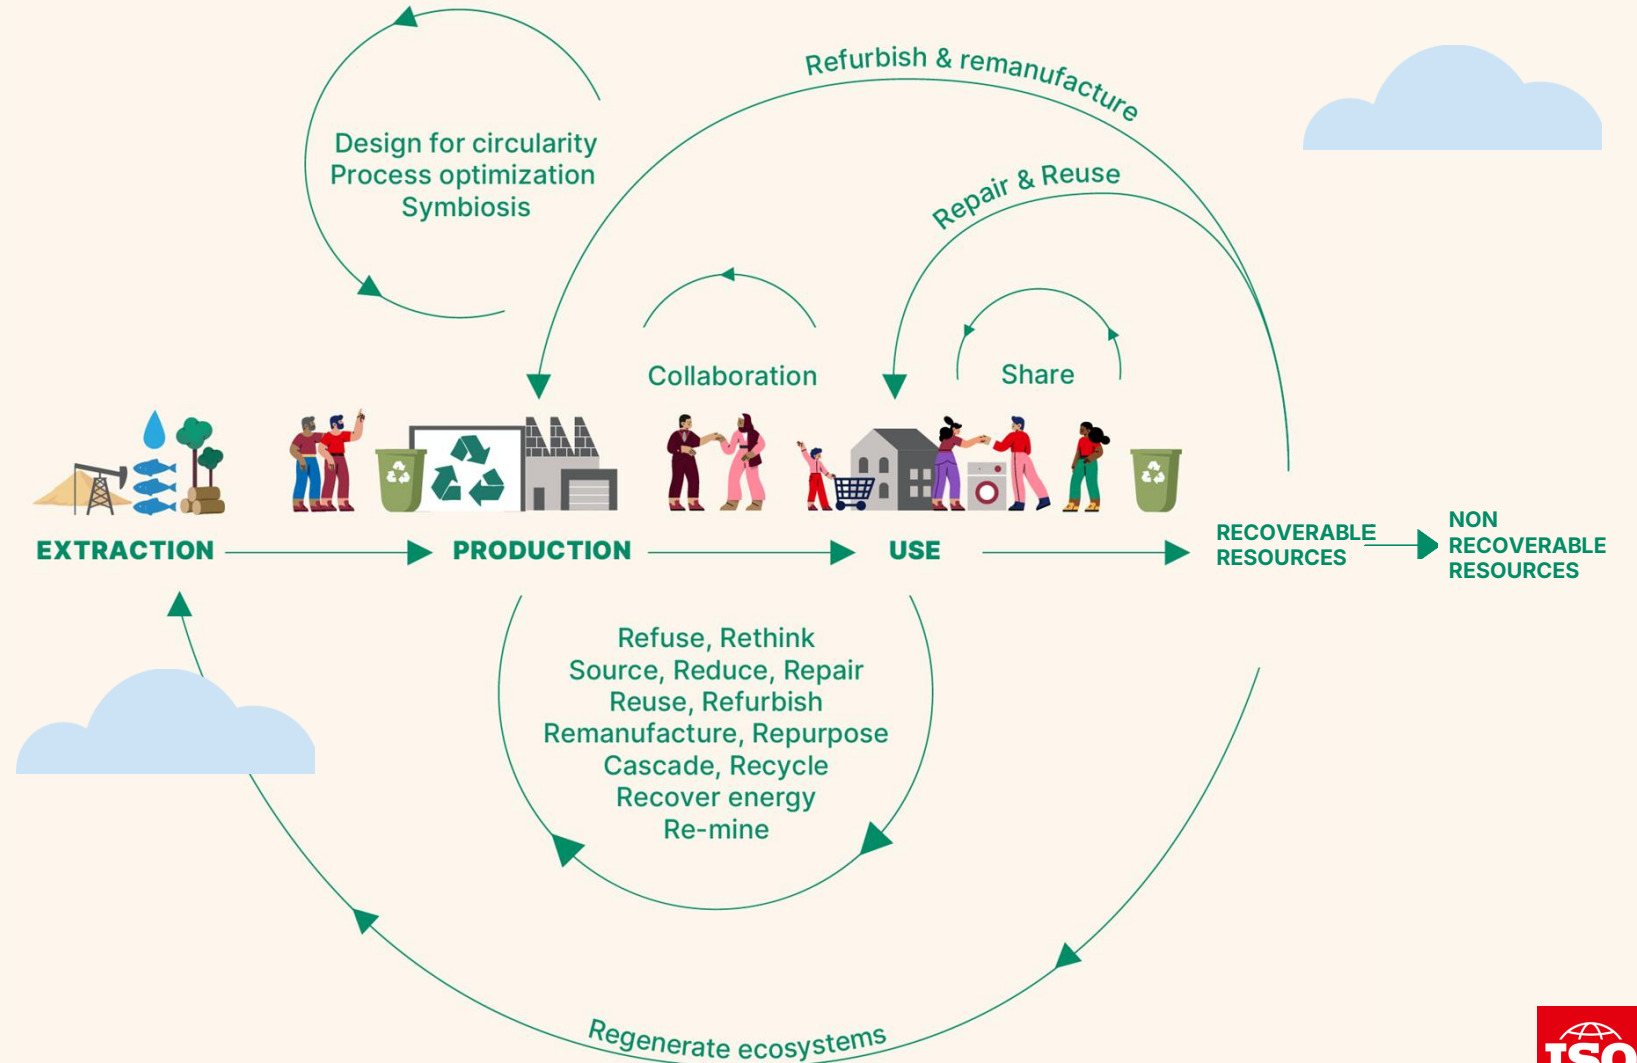 Refurbish & remanufacture
Design for circularity
Process optimization
Symbiosis
Repair & Reuse
Collaboration
Share
EXTRACTION
PRODUCTION
USE
RECOVERABLE
RESOURCES
NON
RECOVERABLE
RESOURCES
Refuse, Rethink
Source, Reduce, Repair
Reuse, Refurbish
Remanufacture, Repurpose
Cascade, Recycle
Recover energy
Re-mine
Regenerate ecosystems
ISO